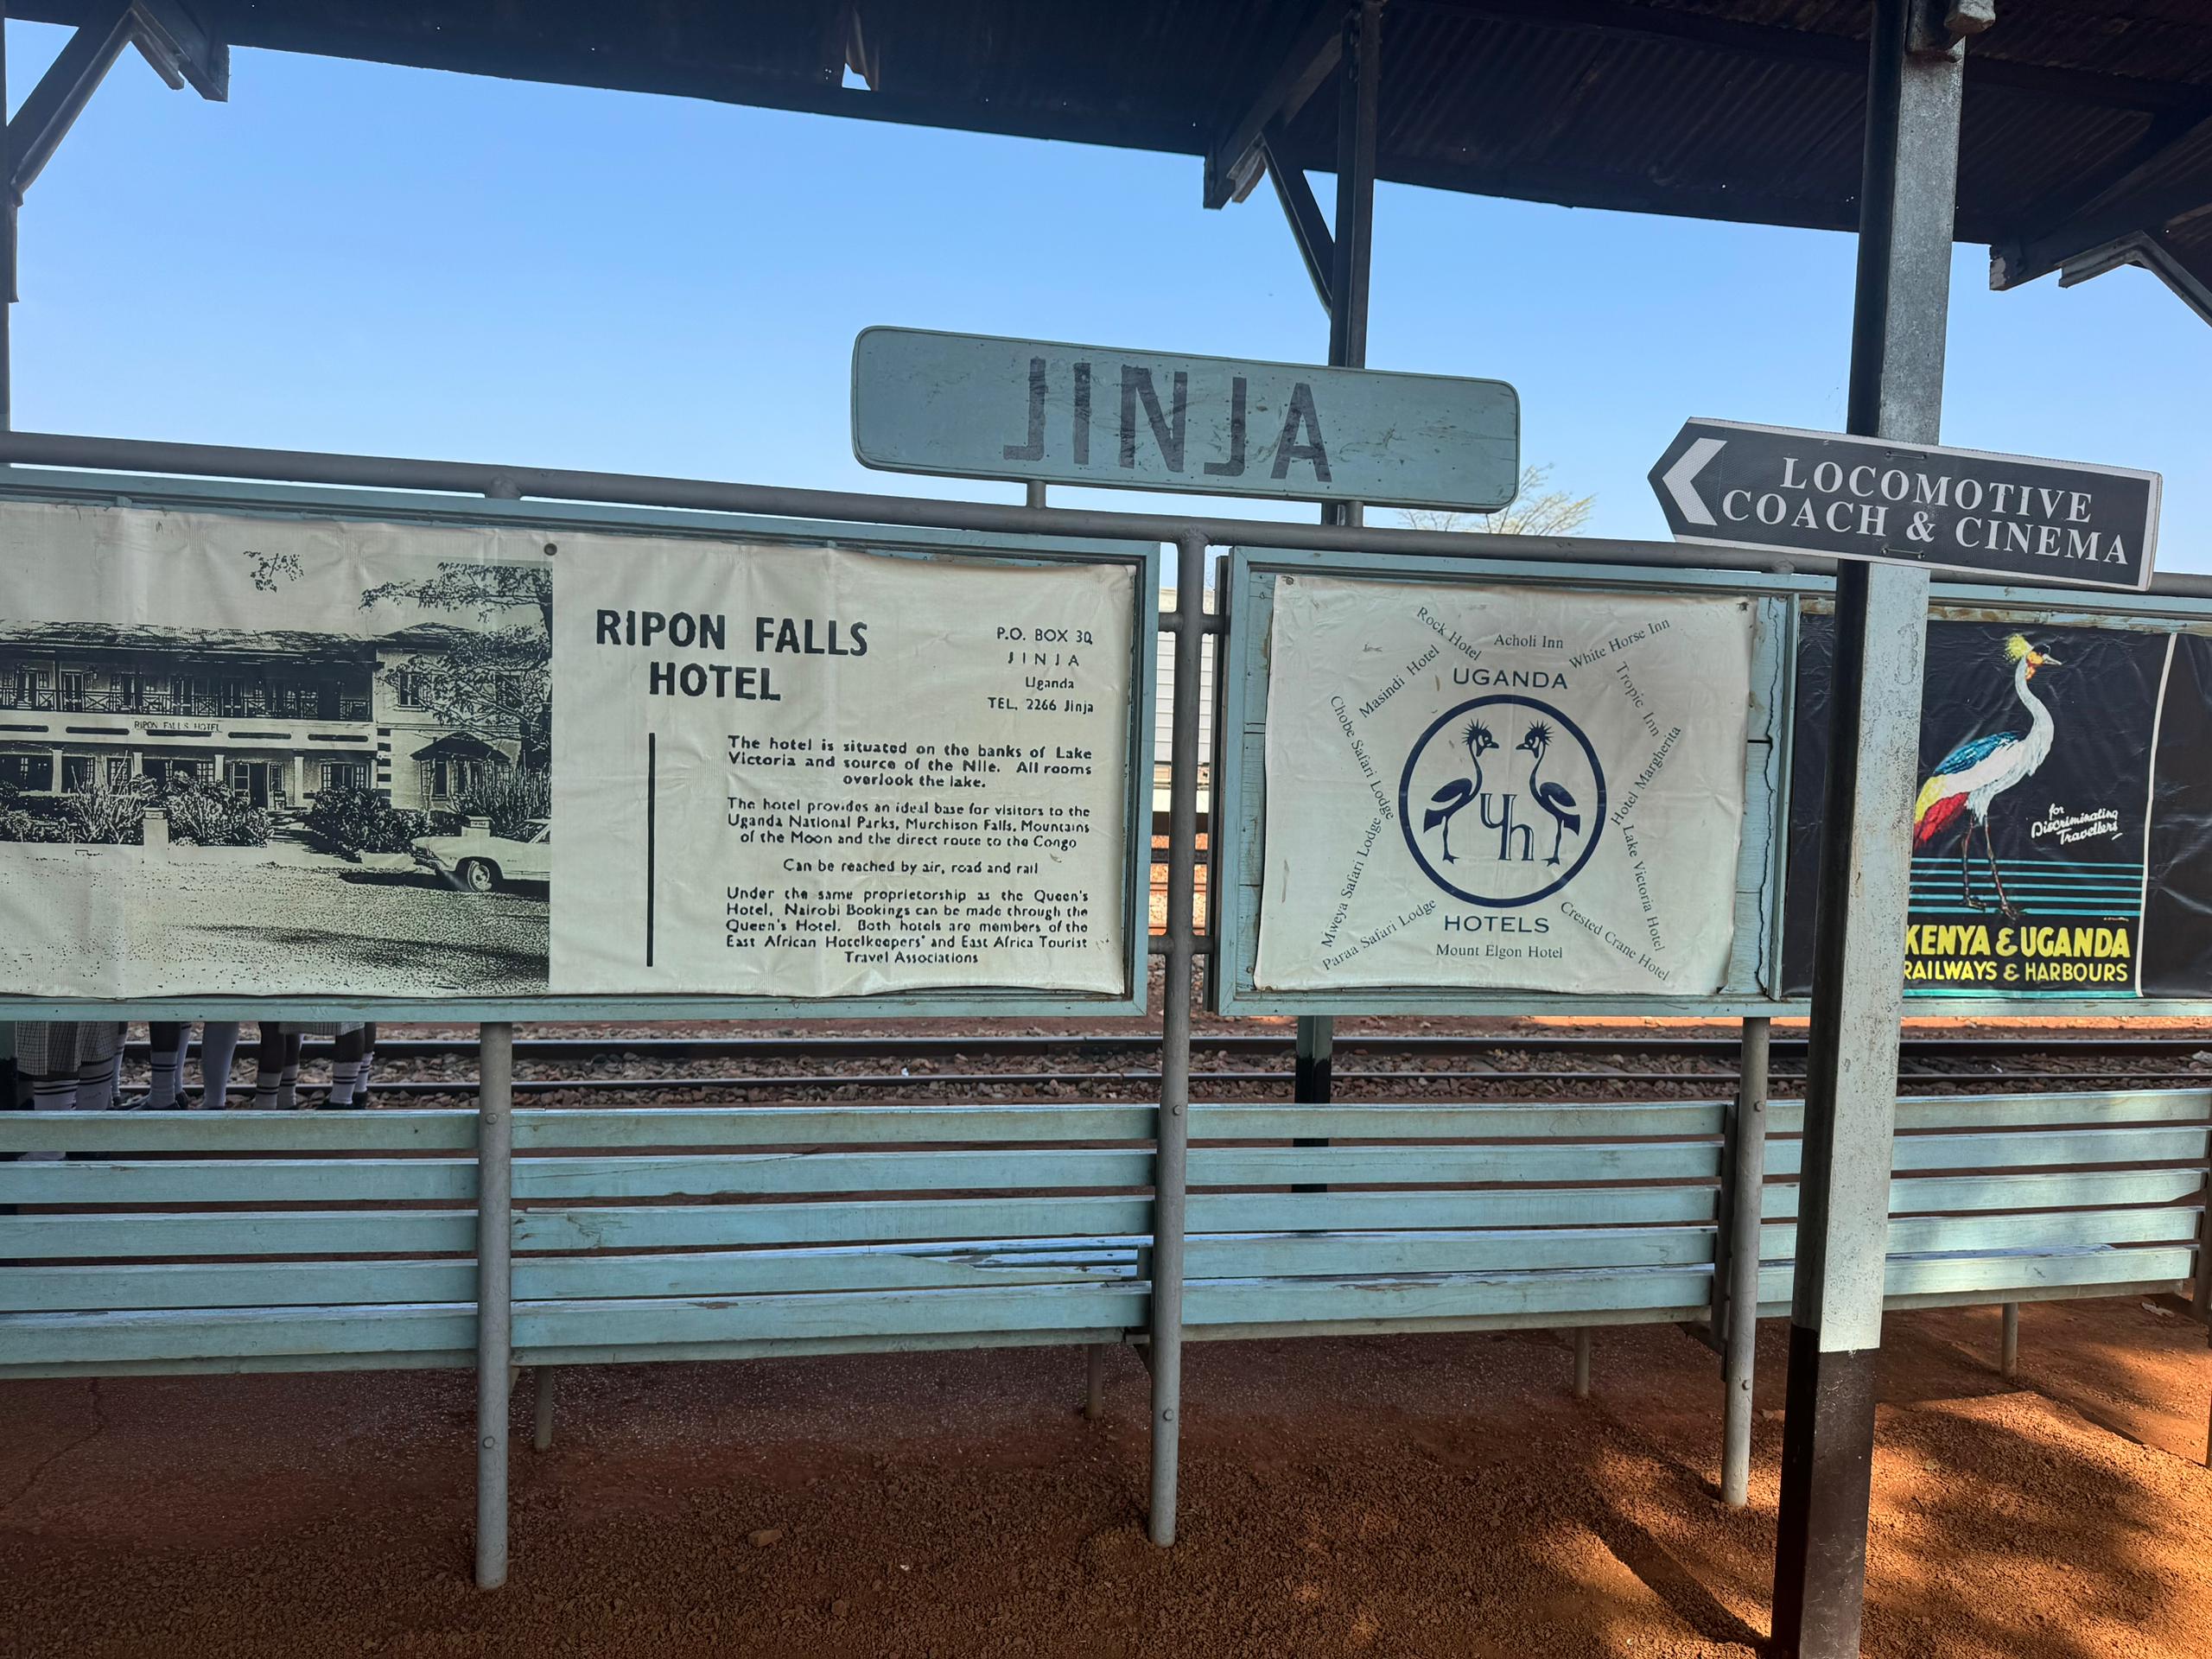 JINJA
LOCOMOTIVE
COACH & CINEMA
RIPON FALLS HOTEL
RIPON FALLS
HOTEL
P.O. BOX 30
JINJA
Uganda
TEL. 2266 Jinja
The hotel is situated on the banks of Lake
Victoria and source of the Nile. All rooms
overlook the lake.
The hotel provides an ideal base for visitors to the
Uganda National Parks, Murchison Falls, Mountains
of the Moon and the direct route to the Congo
Can be reached by air, road and rail
Under the same proprietorship as the Queen's
Hotel, Nairobi Bookings can be made through the
Queen's Hotel. Both hotels are members of the
East African Hotelkeepers' and East Africa Tourist
Travel Associations
Rock Hotel
Acholi Inn
White Horse Inn
Masindi Hotel
Tropic Inn
UGANDA
Chobe Safari Lodge
Hotel Margherita
uh
Mweya Safari Lodge
Lake Victoria Hotel
Paraa Safari Lodge
HOTELS
Crested Crane Hotel
Mount Elgon Hotel
for
Discriminating
Travellers
KENYA & UGANDA
RAILWAYS & HARBOURS